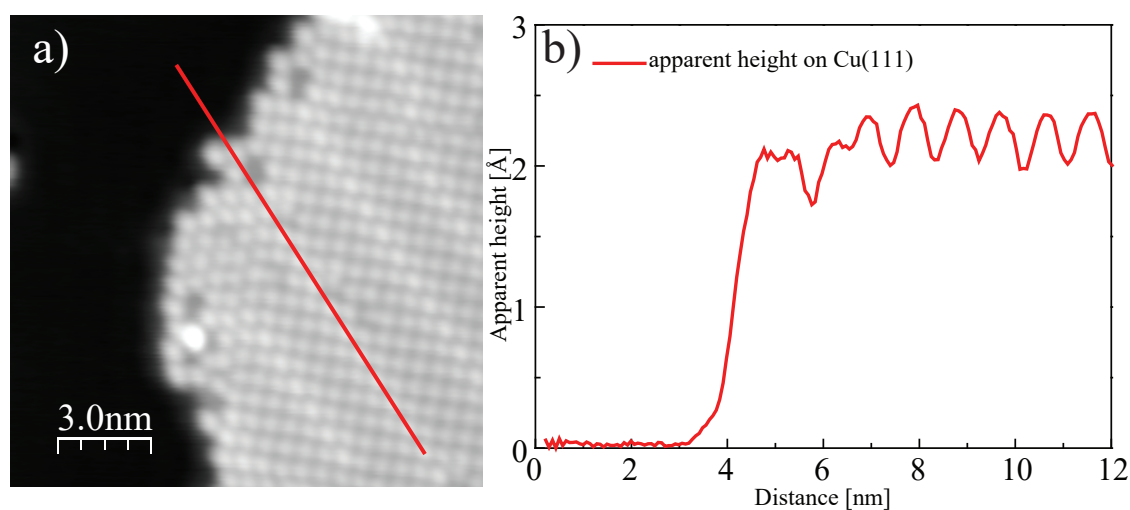 a)
3.0nm
b)
apparent height on Cu(111)
Apparent height [Å]
3
2
1
0
0 2 4 6 8 10 12
Distance [nm]